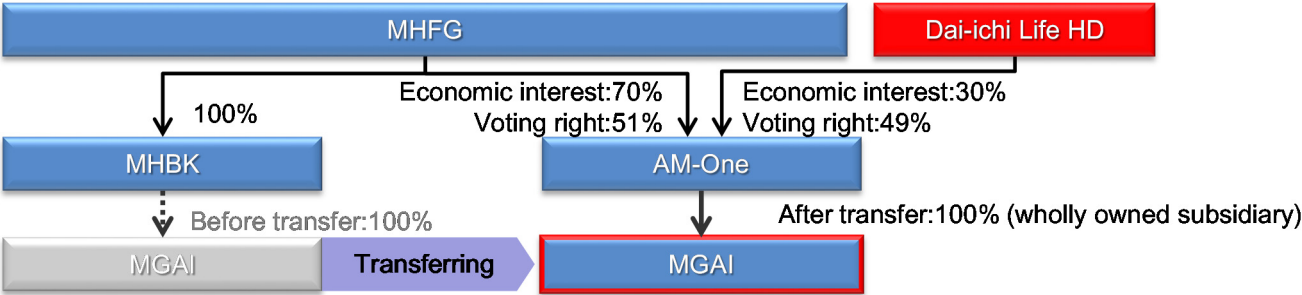 MHFG
Dai-ichi Life HD
100%
Economic interest:70%
Voting right:51%
Economic interest:30%
Voting right:49%
MHBK
AM-One
Before transfer:100%
After transfer:100% (wholly owned subsidiary)
MGAI
Transferring
MGAI